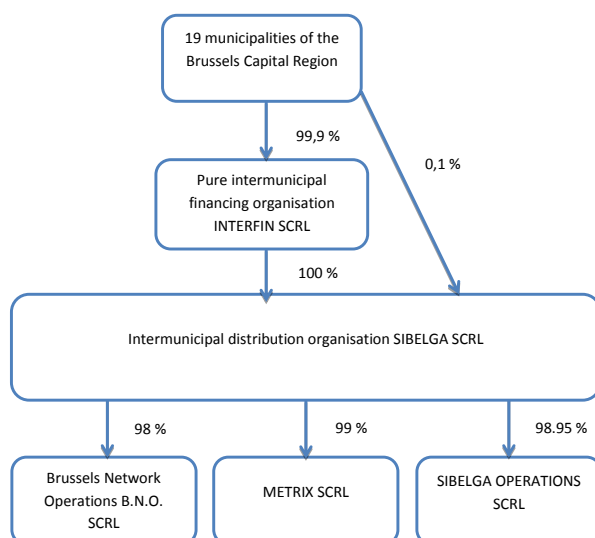 19 municipalities of the
Brussels Capital Region
99,9 %
0,1 %
Pure intermunicipal
financing organisation
INTERFIN SCRL
100 %
Intermunicipal distribution organisation SIBELGA SCRL
98 %
99 %
98.95 %
Brussels Network
Operations B.N.O.
SCRL
METRIX SCRL
SIBELGA OPERATIONS
SCRL